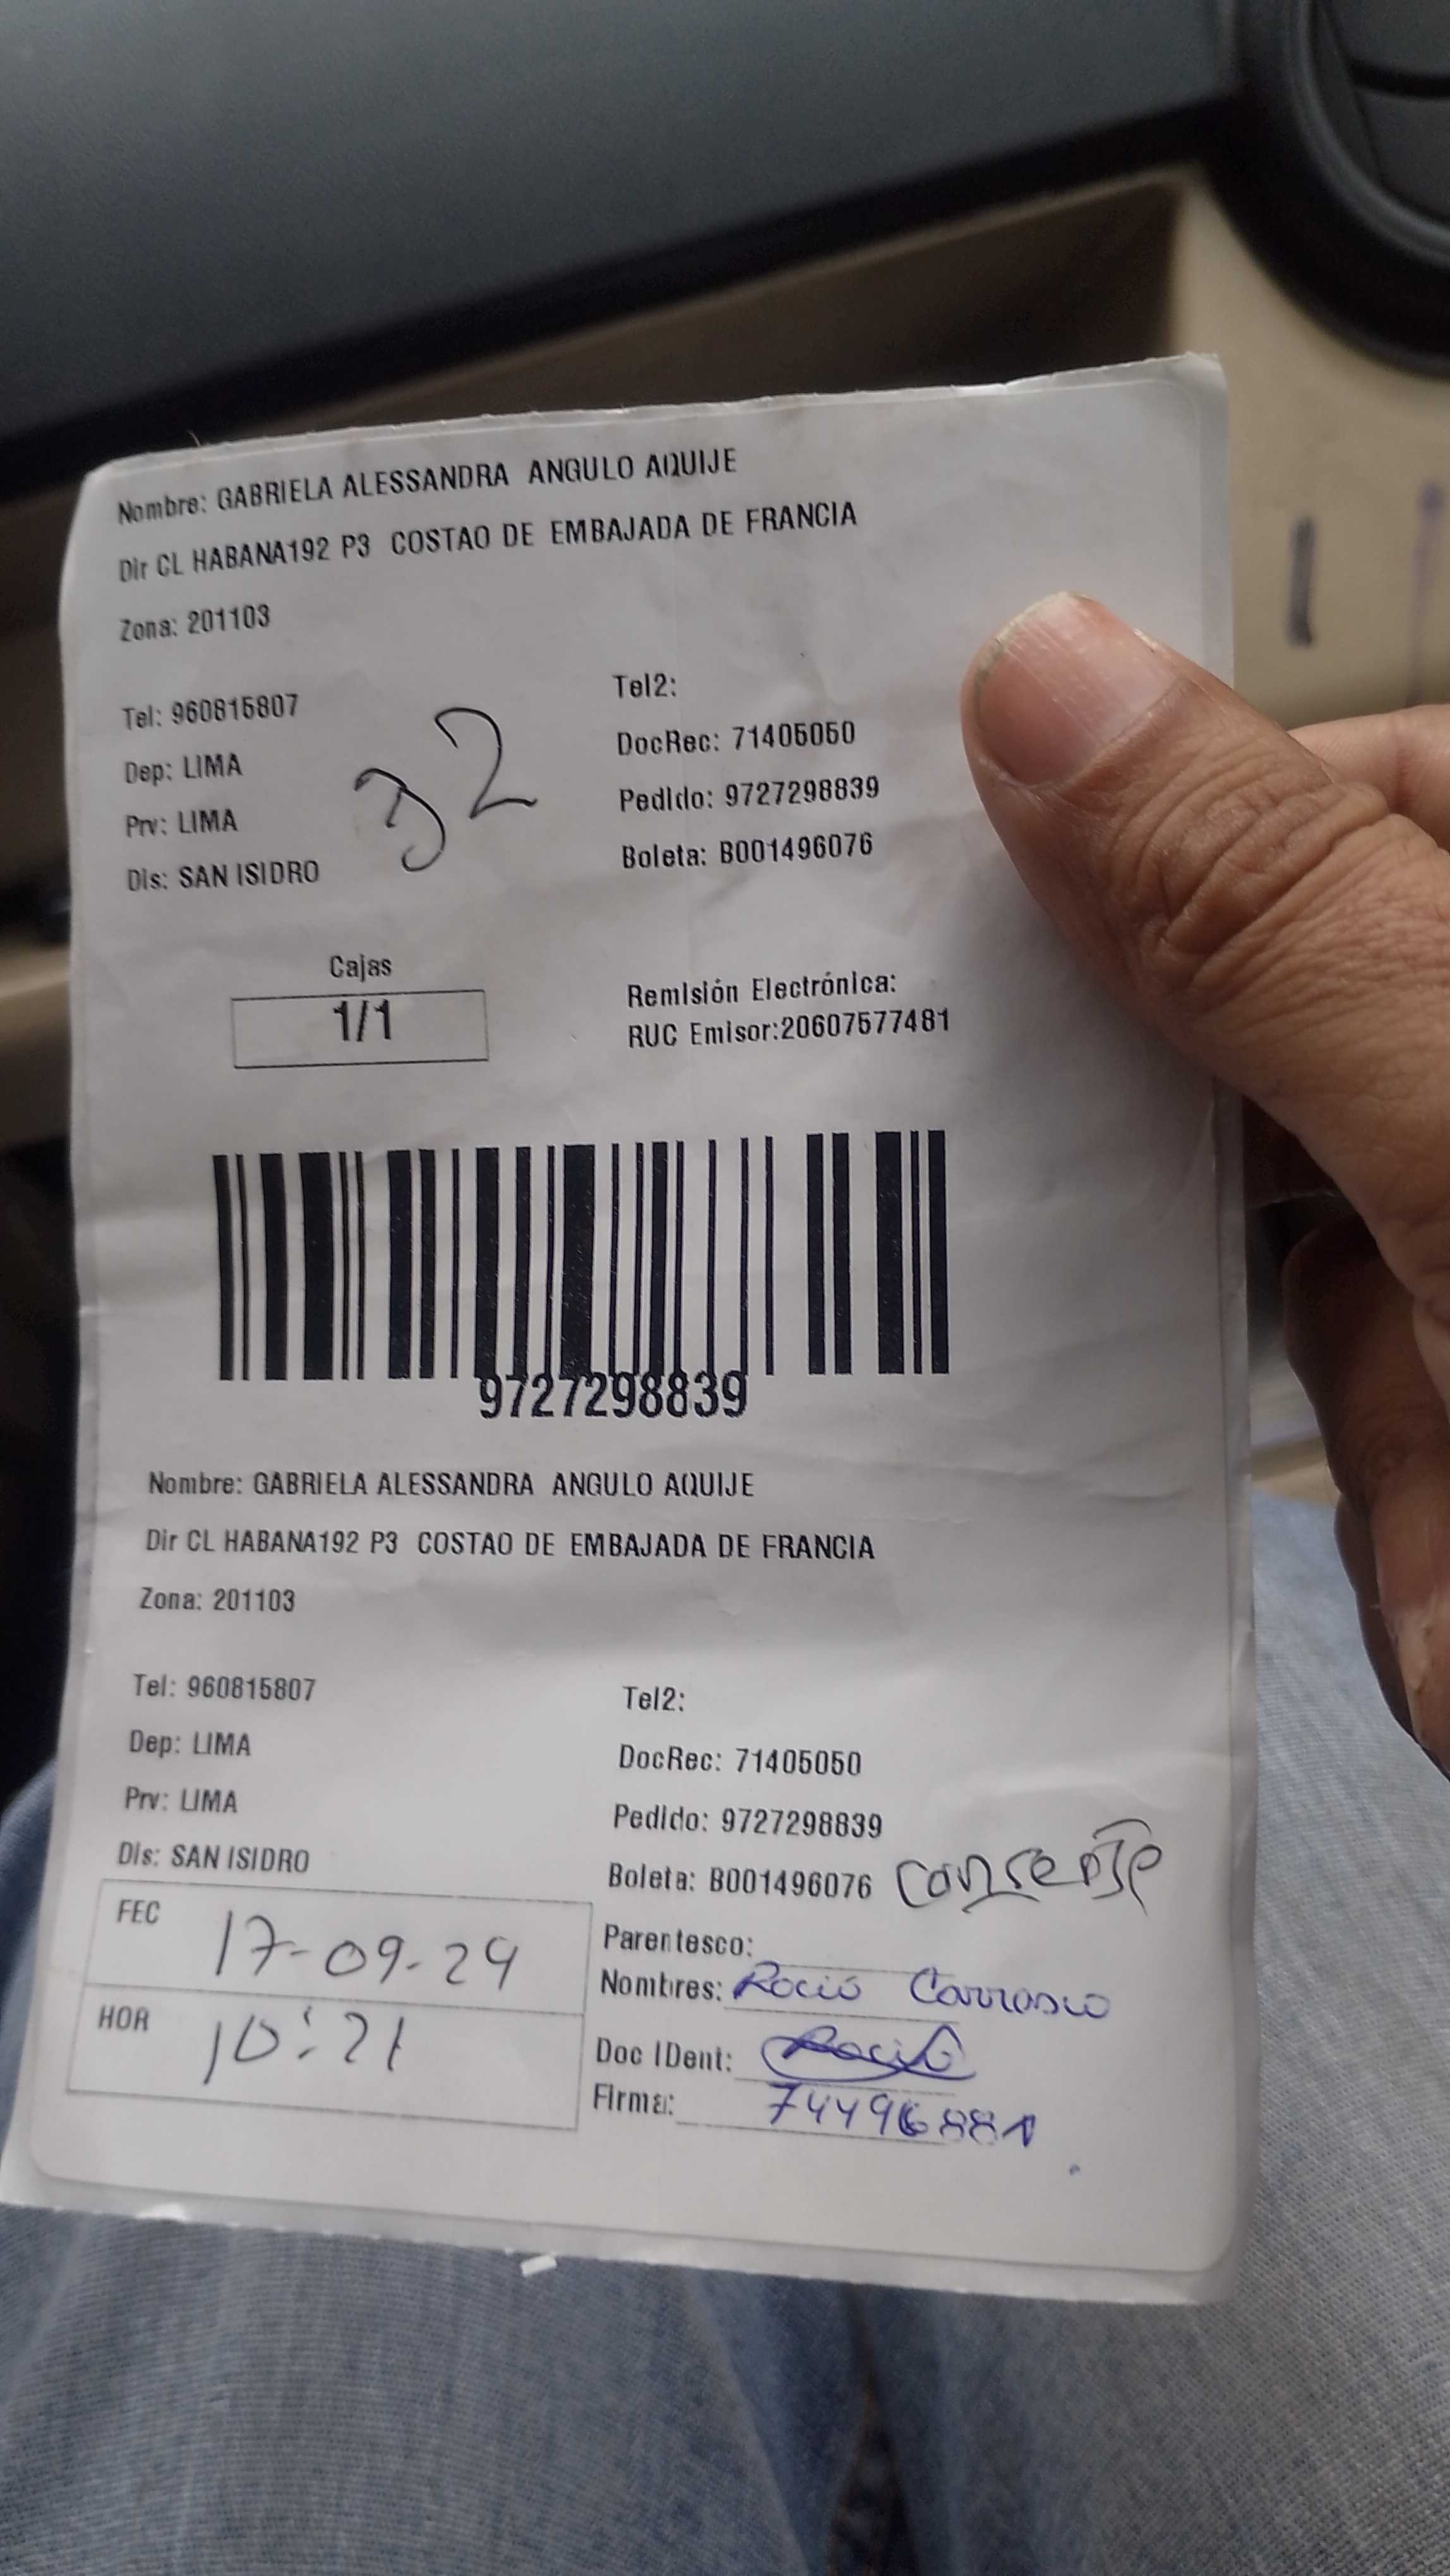 Nombre: GABRIELA ALESSANDRA ANGULO AQUIJE
Dir CL HABANA192 P3 COSTAO DE EMBAJADA DE FRANCIA
Zona: 201103
Tel: 960815807
Tel2:
Dep: LIMA
DocRec: 71405050
Prv: LIMA
Pedido: 9727298839
Dis: SAN ISIDRO
Boleta: B001496076
32
Cajas
1/1
Remisión Electrónica:
RUC Emisor:20607577481
9727298839
Nombre: GABRIELA ALESSANDRA ANGULO AQUIJE
Dir CL HABANA192 P3 COSTAO DE EMBAJADA DE FRANCIA
Zona: 201103
Tel: 960815807
Tel2:
Dep: LIMA
DocRec: 71405050
Prv: LIMA
Pedido: 9727298839
Dis: SAN ISIDRO
Boleta: B001496076
FEC 17-09-24
HOR 10:21
Parentesco:
Nombres: Rocio Carrasco
Doc IDent: Rocio
Firma: 74496881